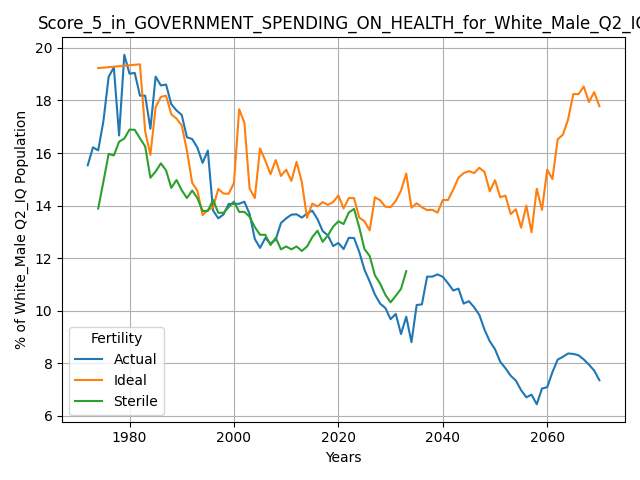 Score_5_in_GOVERNMENT_SPENDING_ON_HEALTH_for_White_Male_Q2_IQ
% of White_Male Q2_IQ Population
20
18
16
14
12
10
8
6
Fertility
Actual
Ideal
Sterile
1980
2000
2020
2040
2060
Years